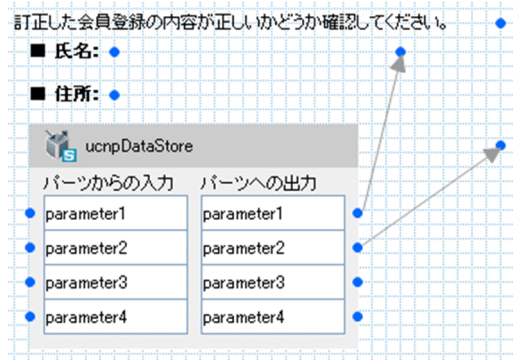 訂正した会員登録の内容が正しいかどうか確認してください。
■ 氏名:
■ 住所:
ucnpDataStore
パーツからの入力 パーツへの出力
parameter1 parameter1
parameter2 parameter2
parameter3 parameter3
parameter4 parameter4